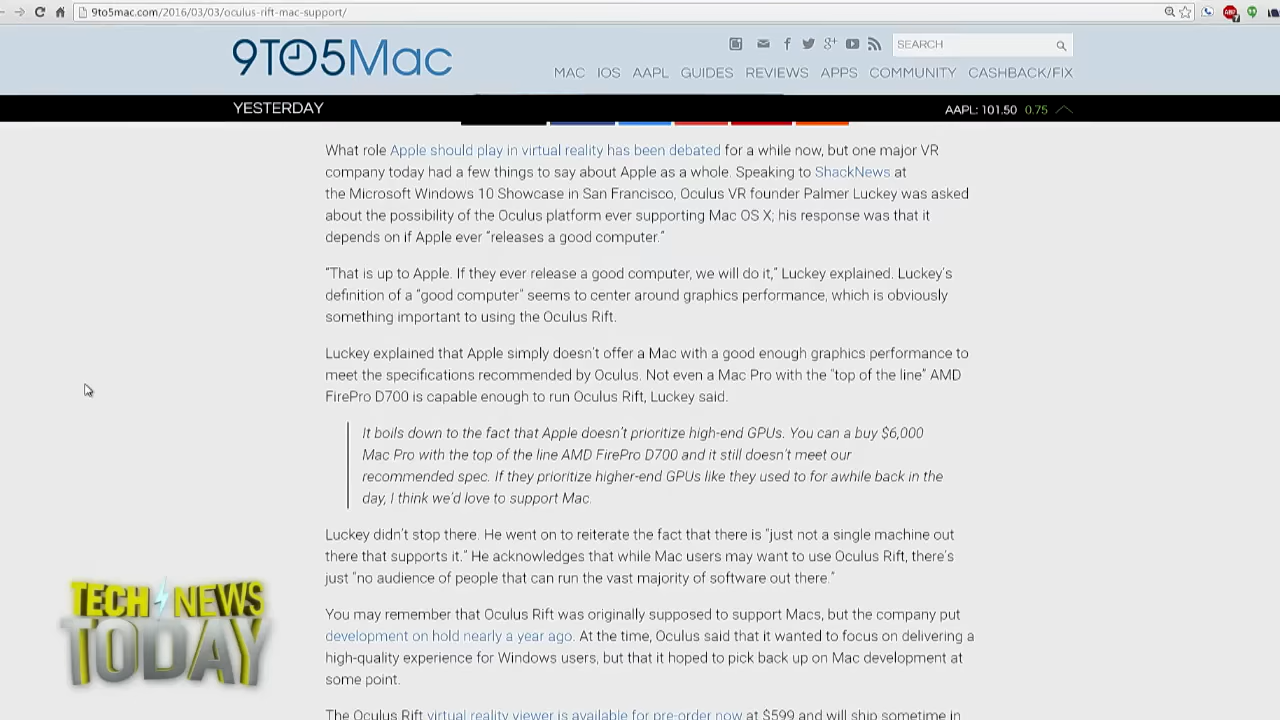 9to5mac.com/2016/03/03/oculus-rift-mac-support/
9TO5Mac
SEARCH
MAC IOS AAPL GUIDES REVIEWS APPS COMMUNITY CASHBACK/FIX
YESTERDAY
AAPL: 101.50 0.75
What role Apple should play in virtual reality has been debated for a while now, but one major VR
company today had a few things to say about Apple as a whole. Speaking to ShackNews at
the Microsoft Windows 10 Showcase in San Francisco, Oculus VR founder Palmer Luckey was asked
about the possibility of the Oculus platform ever supporting Mac OS X; his response was that it
depends on if Apple ever "releases a good computer."
"That is up to Apple. If they ever release a good computer, we will do it," Luckey explained. Luckey's
definition of a "good computer" seems to center around graphics performance, which is obviously
something important to using the Oculus Rift.
Luckey explained that Apple simply doesn't offer a Mac with a good enough graphics performance to
meet the specifications recommended by Oculus. Not even a Mac Pro with the "top of the line" AMD
FirePro D700 is capable enough to run Oculus Rift, Luckey said.
It boils down to the fact that Apple doesn't prioritize high-end GPUs. You can a buy $6,000
Mac Pro with the top of the line AMD FirePro D700 and it still doesn't meet our
recommended spec. If they prioritize higher-end GPUs like they used to for awhile back in the
day, I think we'd love to support Mac.
Luckey didn't stop there. He went on to reiterate the fact that there is "just not a single machine out
there that supports it." He acknowledges that while Mac users may want to use Oculus Rift, there's
just "no audience of people that can run the vast majority of software out there."
You may remember that Oculus Rift was originally supposed to support Macs, but the company put
development on hold nearly a year ago. At the time, Oculus said that it wanted to focus on delivering a
high-quality experience for Windows users, but that it hoped to pick back up on Mac development at
some point.
The Oculus Rift virtual reality viewer is available for pre-order now at $599 and will ship sometime in
TECH NEWS
TODAY